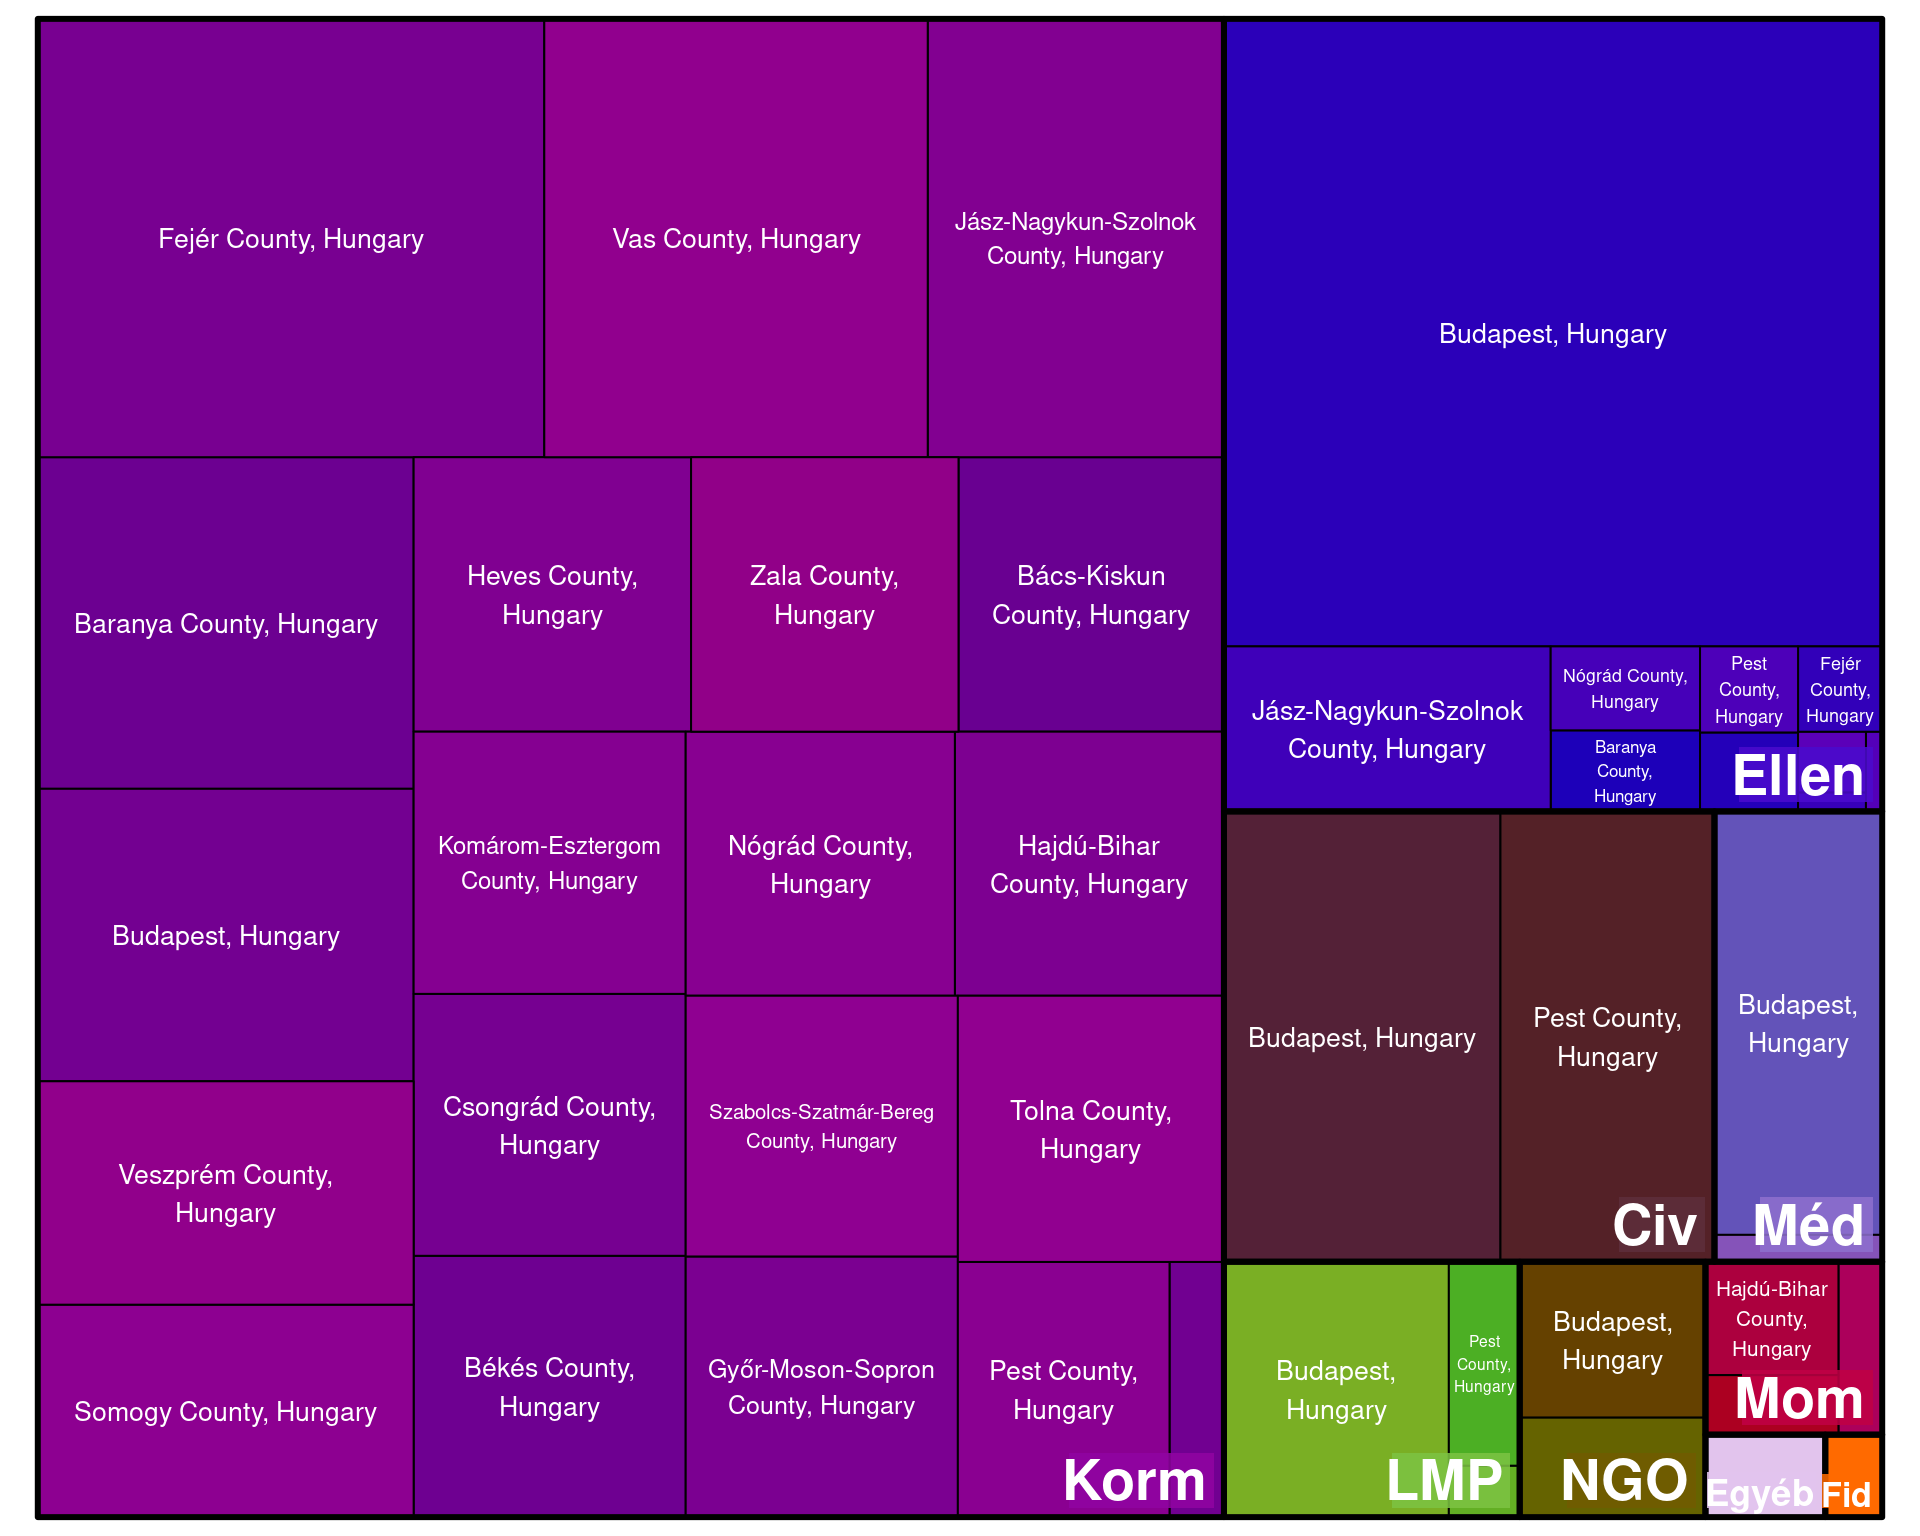 Fejér County, Hungary
Vas County, Hungary
Jász-Nagykun-Szolnok
County, Hungary
Baranya County, Hungary
Heves County,
Hungary
Zala County,
Hungary
Bács-Kiskun
County, Hungary
Budapest, Hungary
Komárom-Esztergom
County, Hungary
Nógrád County,
Hungary
Hajdú-Bihar
County, Hungary
Veszprém County,
Hungary
Csongrád County,
Hungary
Szabolcs-Szatmár-Bereg
County, Hungary
Tolna County,
Hungary
Somogy County, Hungary
Békés County,
Hungary
Győr-Moson-Sopron
County, Hungary
Pest County,
Hungary
Korm
Budapest, Hungary
Jász-Nagykun-Szolnok
County, Hungary
Nógrád County,
Hungary
Baranya
County,
Hungary
Pest
County,
Hungary
Fejér
County,
Hungary
Ellen
Budapest, Hungary
Pest County,
Hungary
Civ
Budapest,
Hungary
Méd
Budapest,
Hungary
Pest
County,
Hungary
LMP
Budapest,
Hungary
NGO
Hajdú-Bihar
County,
Hungary
Mom
Egyéb
Fid